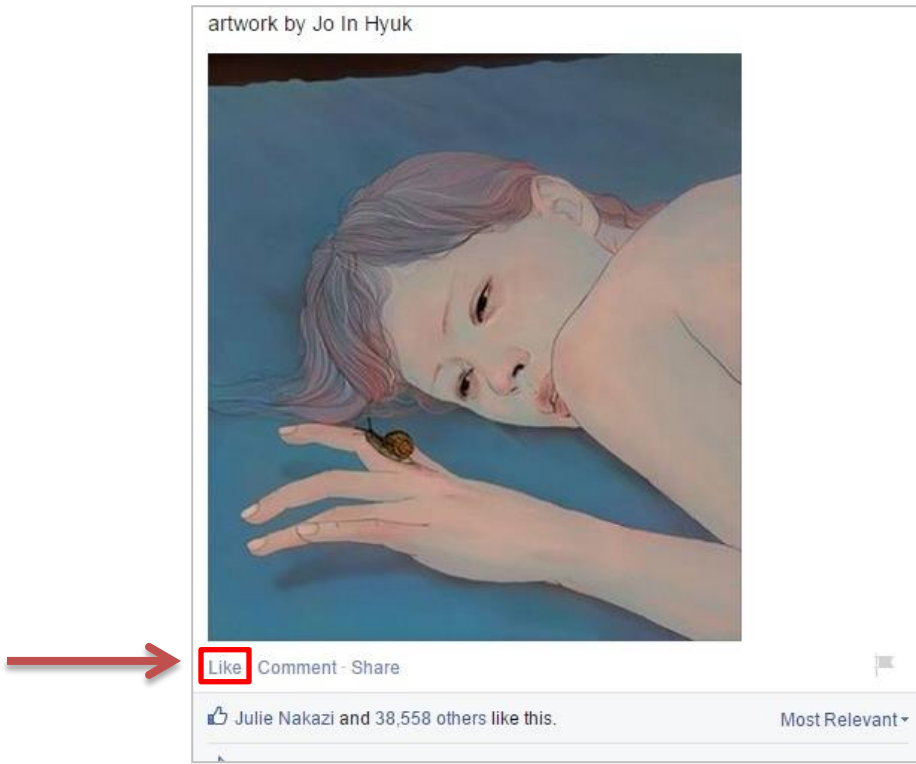 artwork by Jo In Hyuk
Like Comment · Share
Julie Nakazi and 38,558 others like this.
Most Relevant